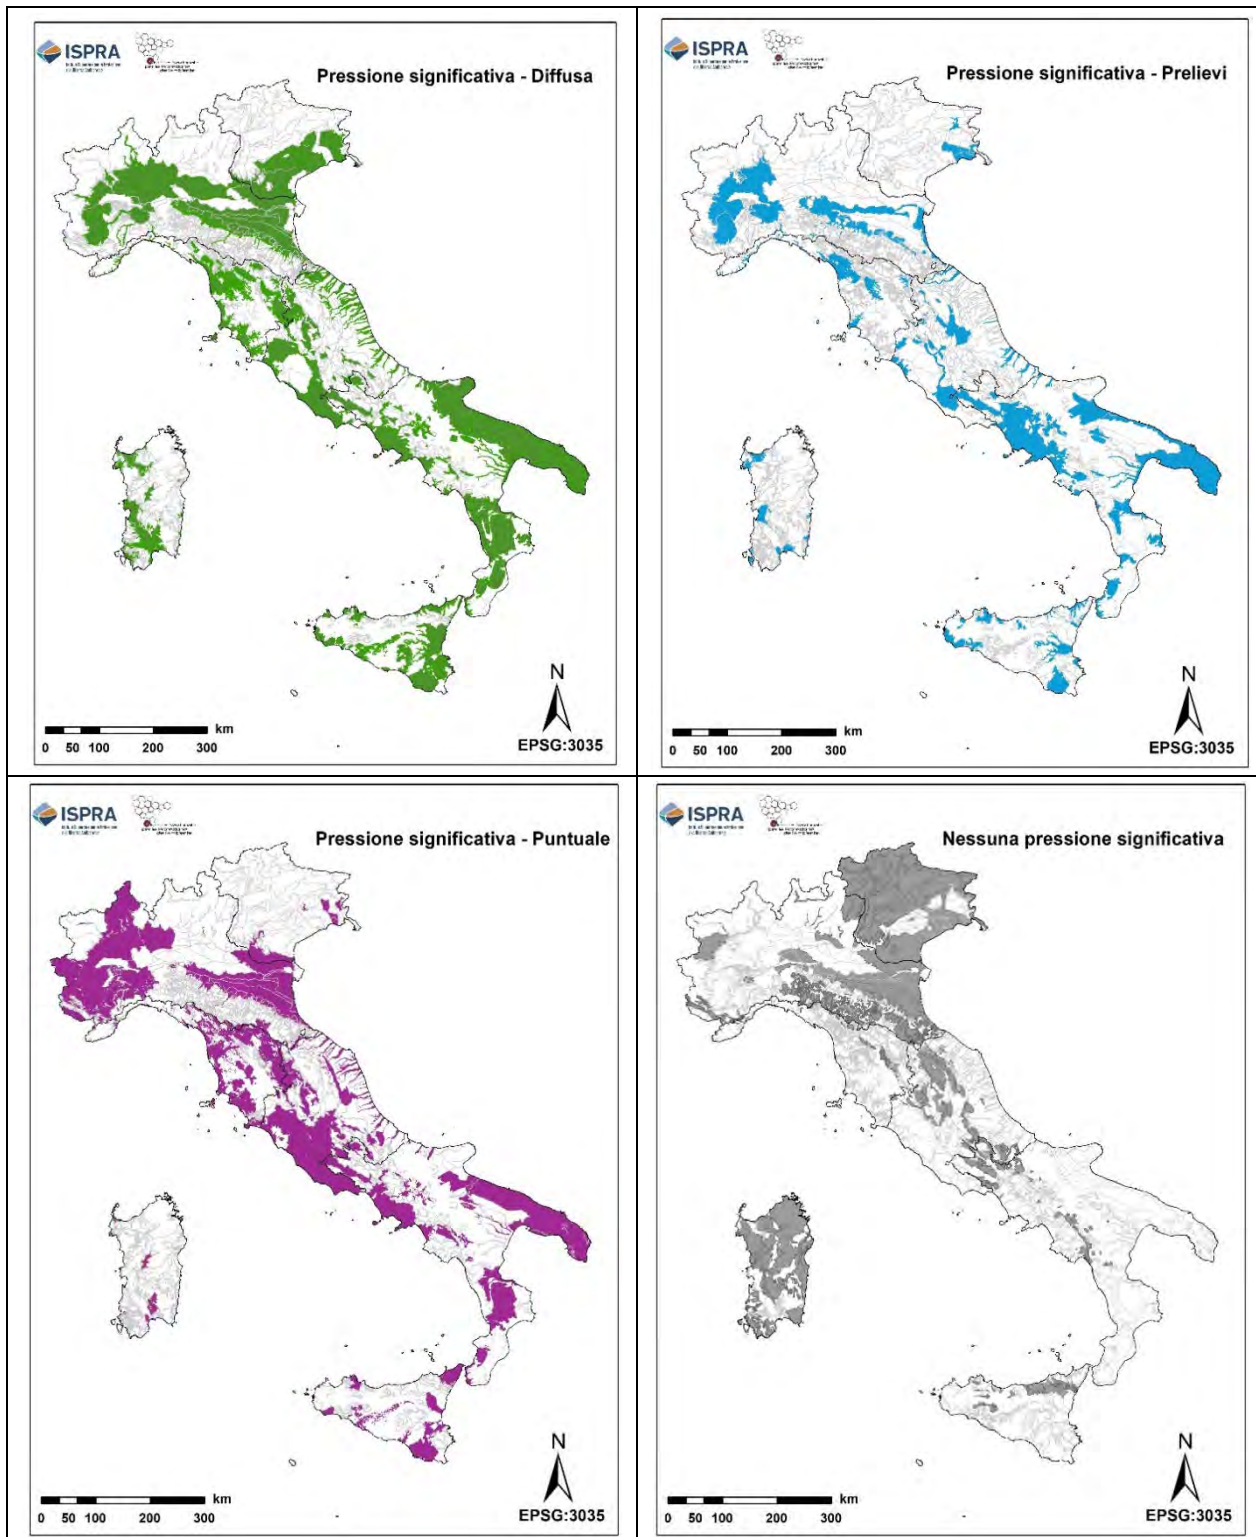 ISPRA
Pressione significativa - Diffusa
N
km
0 50 100 200 300
EPSG:3035
ISPRA
Pressione significativa - Prelievi
N
km
0 50 100 200 300
EPSG:3035
ISPRA
Pressione significativa - Puntuale
N
km
0 50 100 200 300
EPSG:3035
ISPRA
Nessuna pressione significativa
N
km
0 50 100 200 300
EPSG:3035